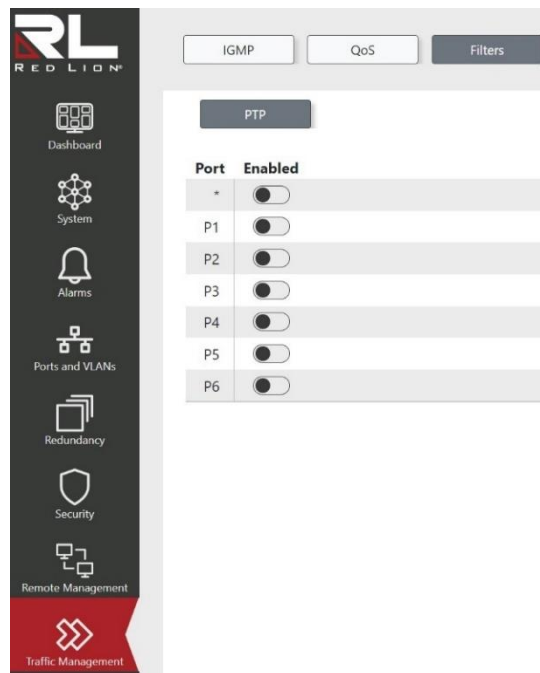 RL
RED LION®
IGMP QoS Filters
Dashboard
PTP
Port Enabled
*
System
P1
P2
Alarms
P3
P4
Ports and VLANs
P5
P6
Redundancy
Security
Remote Management
Traffic Management